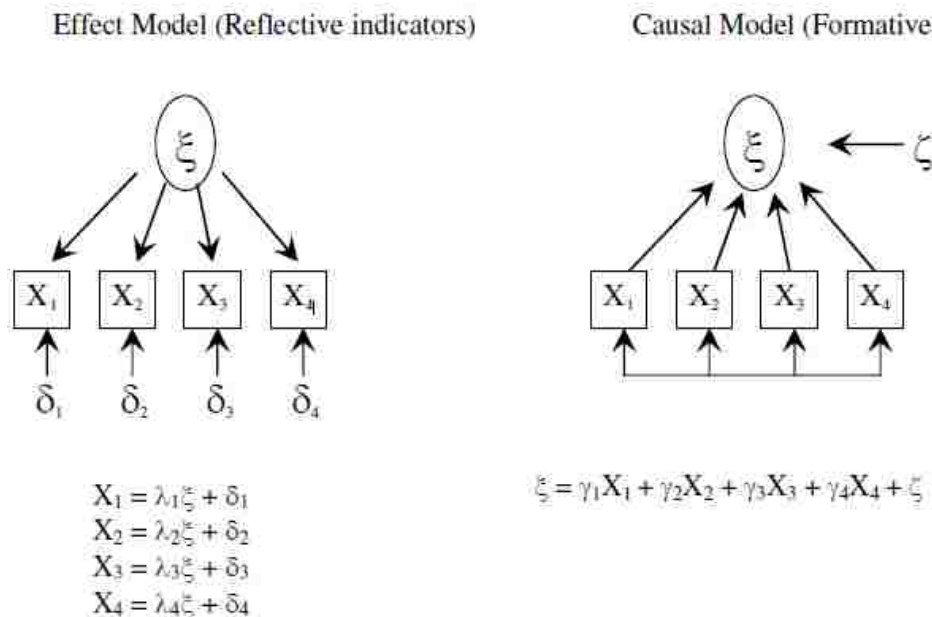 Effect Model (Reflective indicators)
Causal Model (Formative
ξ
ξ
ζ
X₁ X₂ X₃ X₄
X₁ X₂ X₃ X₄
δ₁ δ₂ δ₃ δ₄
X₁ = λ₁ξ + δ₁
X₂ = λ₂ξ + δ₂
X₃ = λ₃ξ + δ₃
X₄ = λ₄ξ + δ₄
ξ = γ₁X₁ + γ₂X₂ + γ₃X₃ + γ₄X₄ + ζ